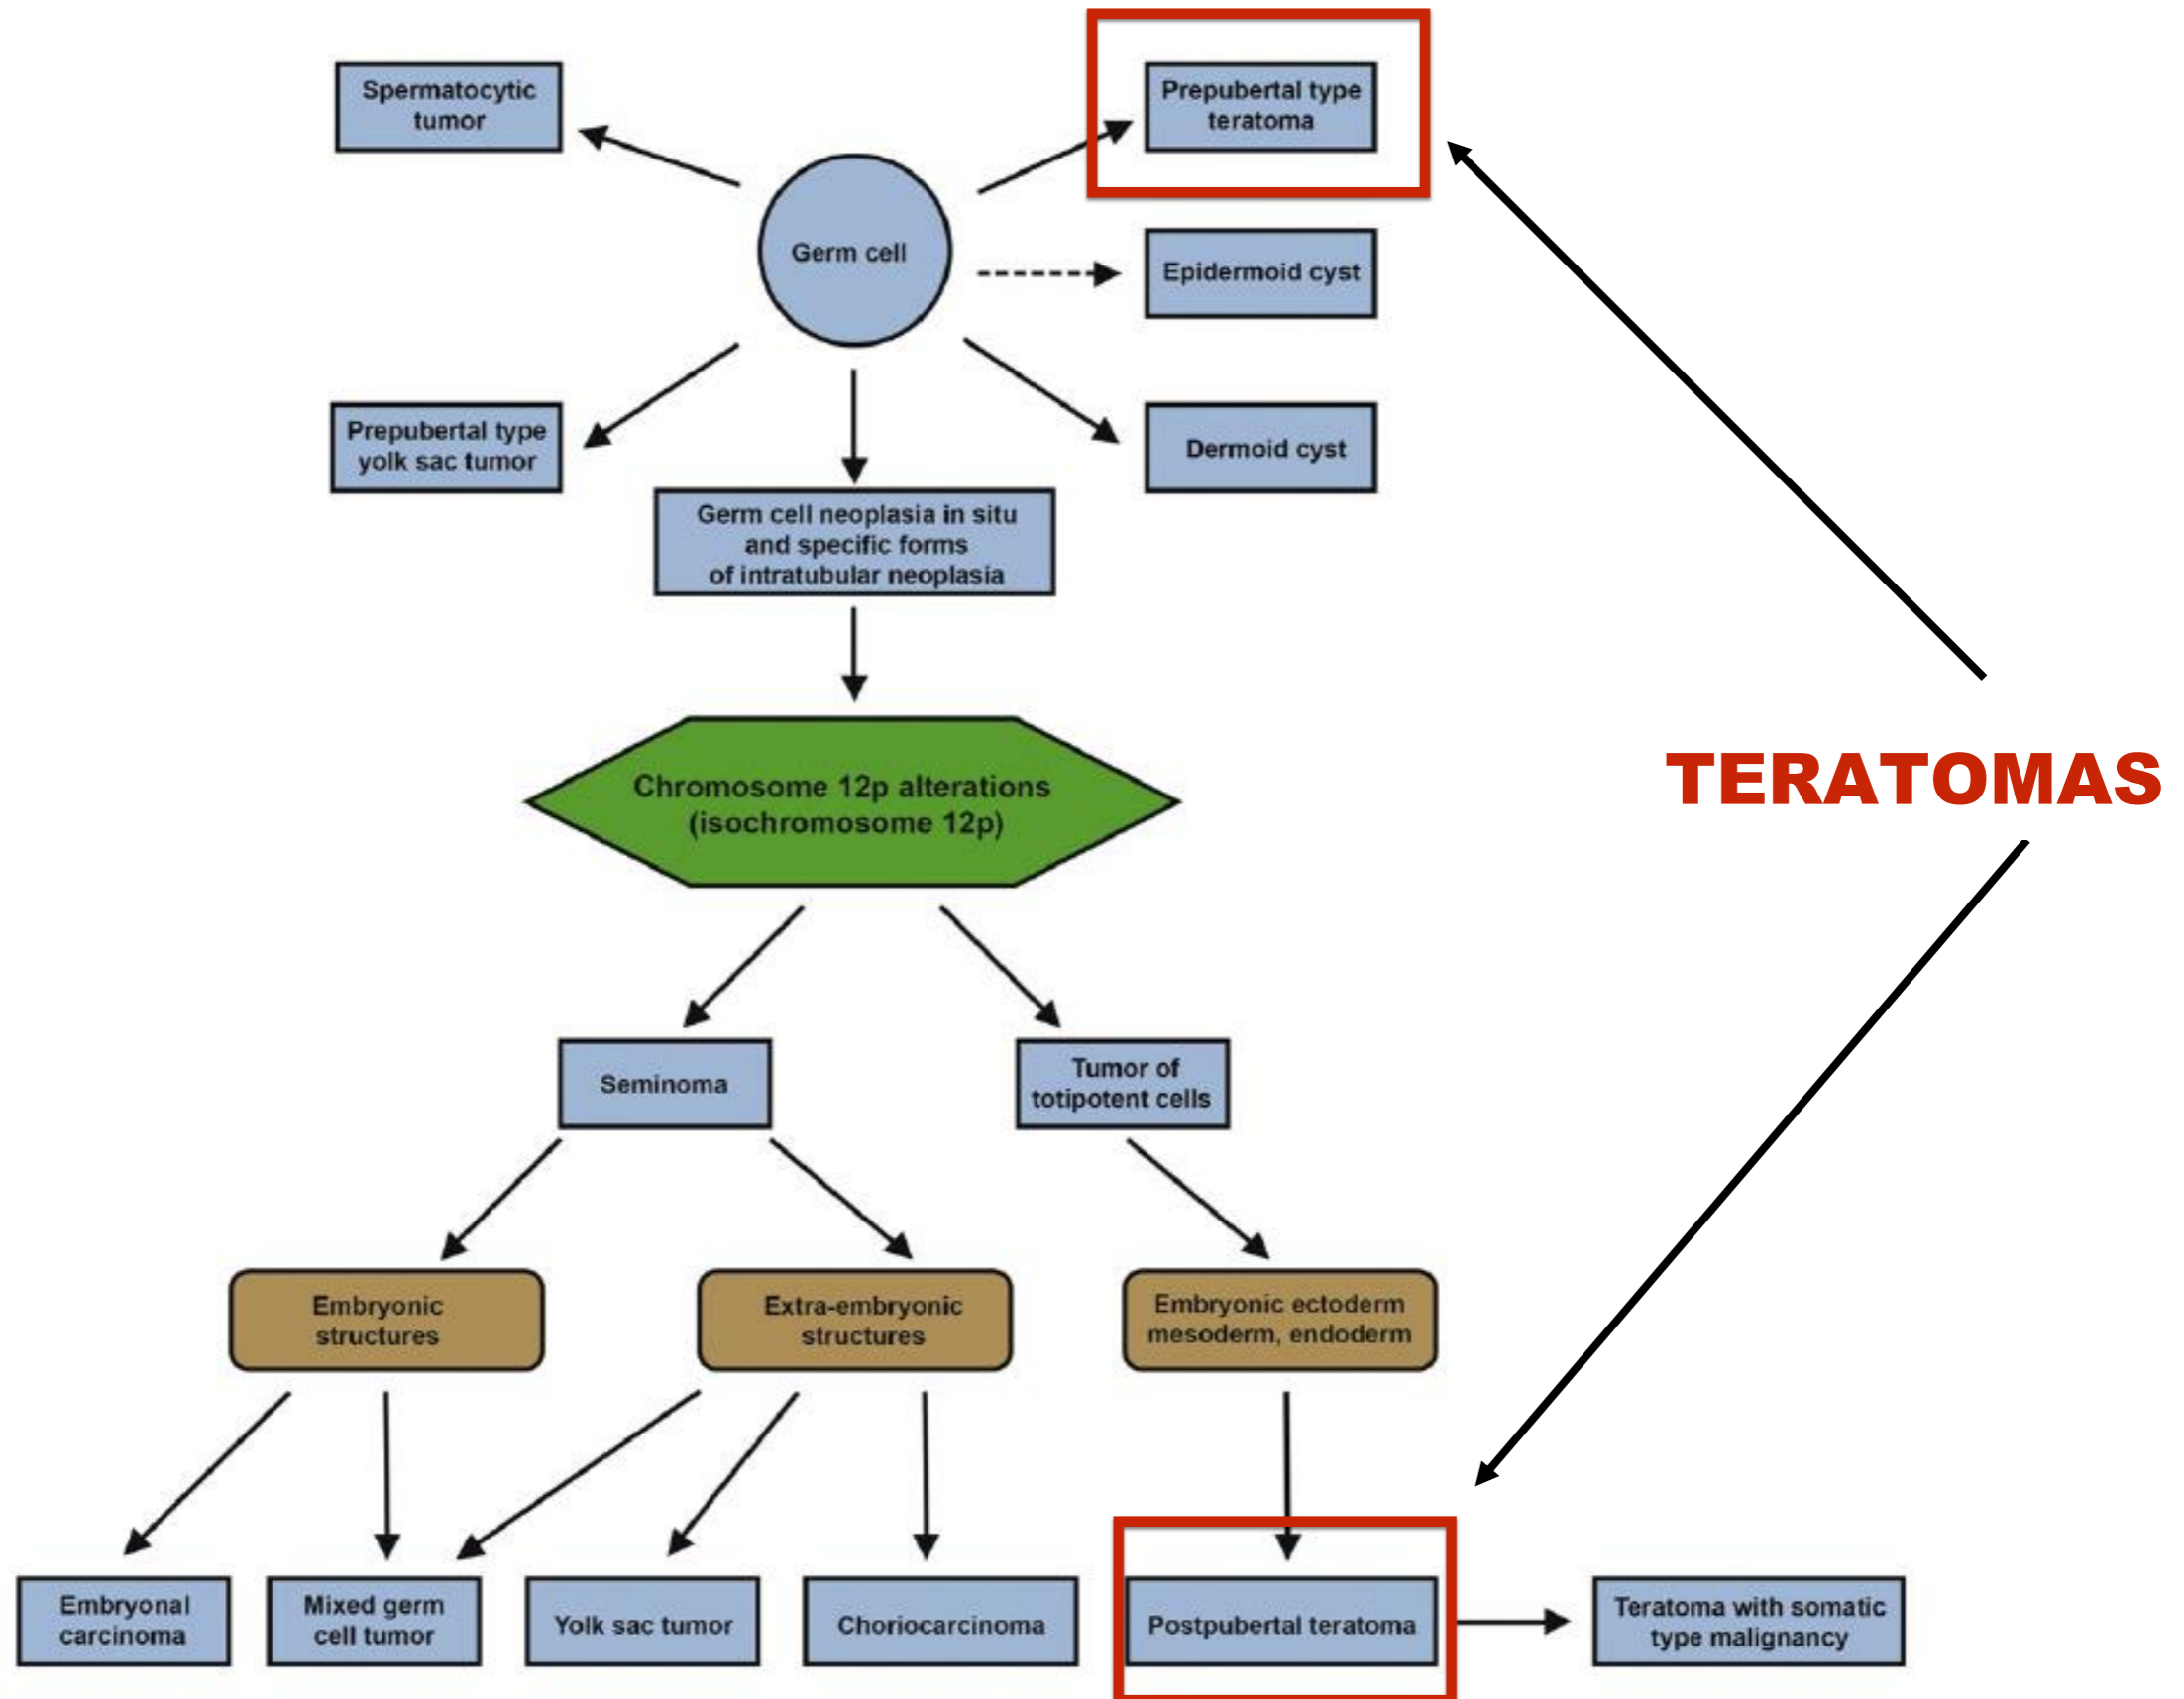 Spermatocytic
tumor
Prepubertal type
teratoma
Germ cell
Epidermoid cyst
Prepubertal type
yolk sac tumor
Dermoid cyst
Germ cell neoplasia in situ
and specific forms
of intratubular neoplasia
Chromosome 12p alterations
(isochromosome 12p)
TERATOMAS
Seminoma
Tumor of
totipotent cells
Embryonic
structures
Extra-embryonic
structures
Embryonic ectoderm
mesoderm, endoderm
Embryonal
carcinoma
Mixed germ
cell tumor
Yolk sac tumor
Choriocarcinoma
Postpubertal teratoma
Teratoma with somatic
type malignancy